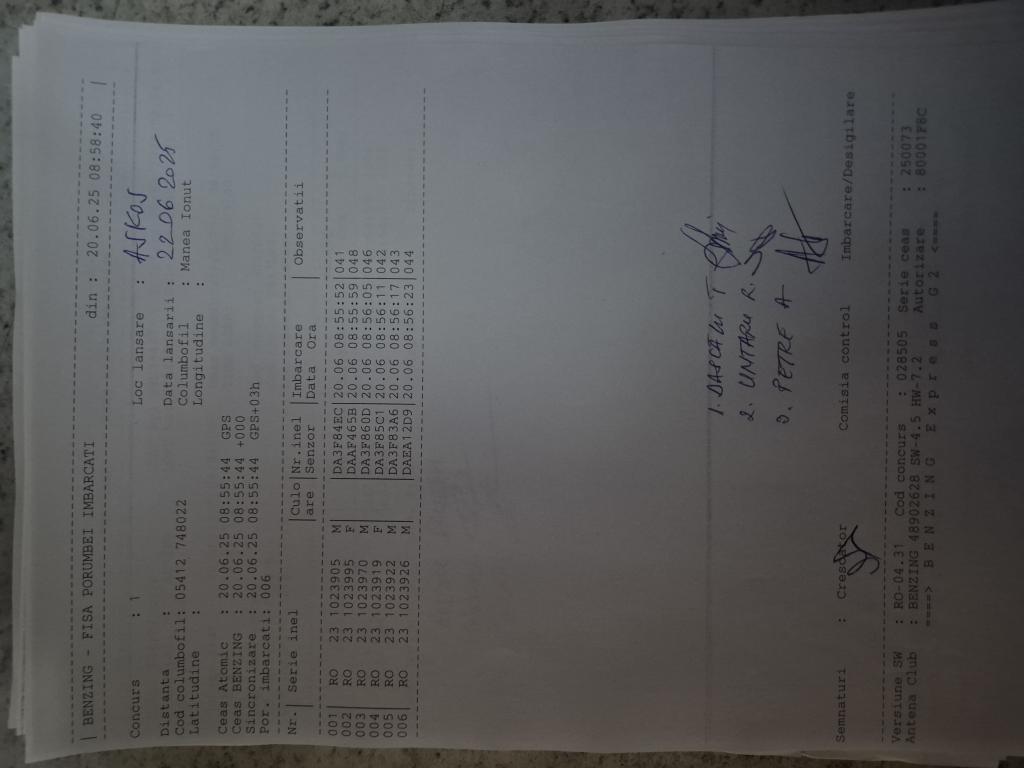 | BENZING - FISA PORUMBEI IMBARCATI din : 20.06.25 08:58:40 |
Concurs : 1 Loc lansare : ASKOS
Distanta : Data lansarii : 22.06 2025
Cod columbofil: 05412 748022 Columbofil : Manea Ionut
Latitudine : Longitudine :
Ceas Atomic : 20.06.25 08:55:44 GPS
Ceas BENZING : 20.06.25 08:55:44 +000
Sincronizare : 20.06.25 08:55:44 GPS+03h
Por. imbarcati: 006
Nr.| Serie inel |Culo|Nr.inel |Imbarcare | Observatii
|are |Senzor |Data Ora |
001 | RO 23 1023905 M| |DA3F84EC|20.06 08:55:52|041
002 | RO 23 1023995 F| |DAAF465B|20.06 08:55:59|048
003 | RO 23 1023970 M| |DA3F860D|20.06 08:56:05|046
004 | RO 23 1023919 F| |DA3F85C1|20.06 08:56:11|042
005 | RO 23 1023922 M| |DA3F83A6|20.06 08:56:17|043
006 | RO 23 1023926 M| |DAEA12D9|20.06 08:56:23|044
1. DASCALU T
2. UNTARU R.
3. PETRE A
Semnaturi : Crescator Comisia control Imbarcare/Desigilare
Versiune SW : RO-04.31 Cod concurs : 028505 Serie ceas : 250073
Antena Club : BENZING 48902628 SW-4.5 HW-7.2 , Autorizare : 80001FBC
====> B E N Z I N G E x p r e s s G 2 <====